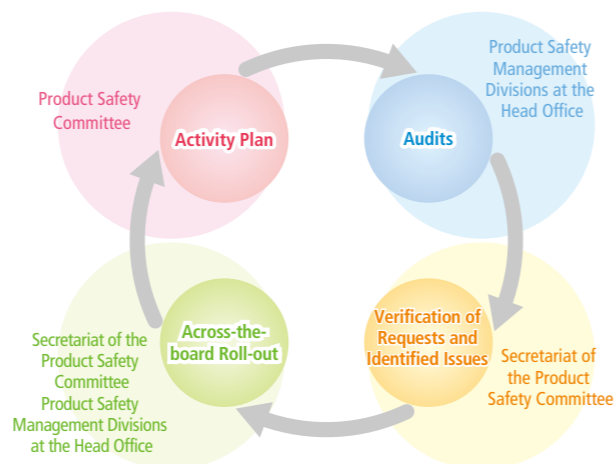 Product Safety
Committee
Activity Plan
Audits
Product Safety
Management
Divisions at the
Head Office
Verification of
Requests and
Identified Issues
Secretariat of
the Product
Safety Committee
Across-the-
board Roll-out
Secretariat of the
Product Safety
Committee
Product Safety
Management Divisions
at the Head Office